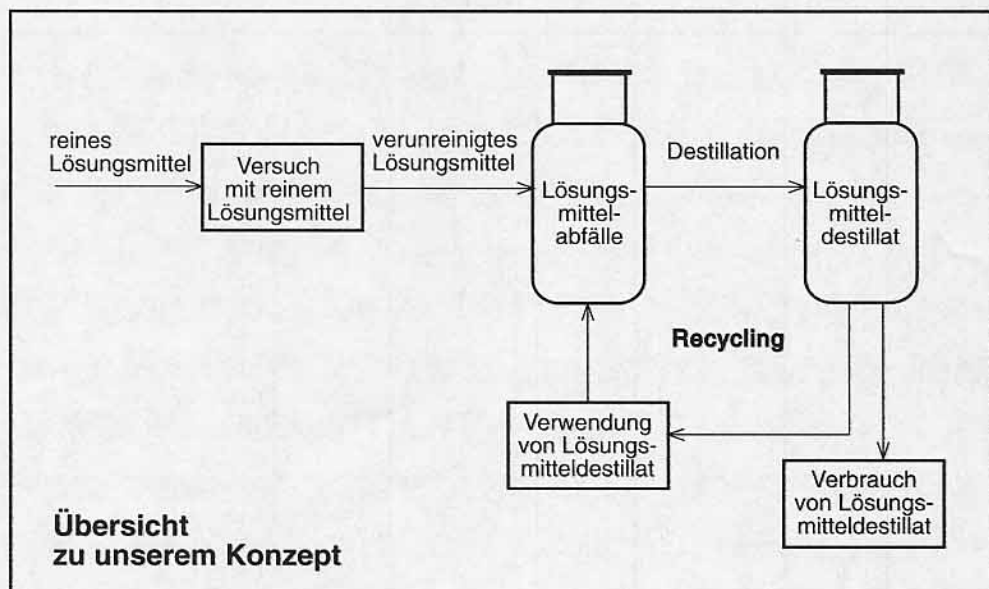 reines
Lösungsmittel
Versuch
mit reinem
Lösungsmittel
verunreinigtes
Lösungsmittel
Lösungs-
mittel-
abfälle
Destillation
Lösungs-
mittel-
destillat
Recycling
Verwendung
von Lösungs-
mitteldestillat
Verbrauch
von Lösungs-
mitteldestillat
Übersicht
zu unserem Konzept